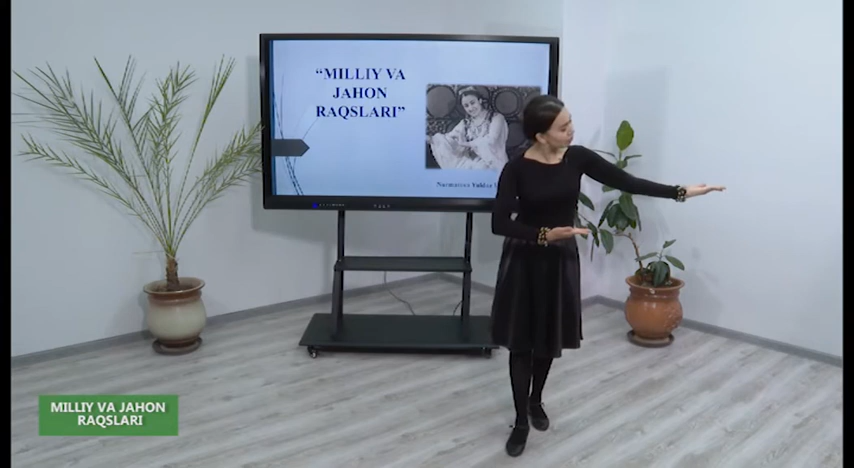 “MILLIY VA
JAHON
RAQSLARI”
MILLIY VA JAHON
RAQSLARI